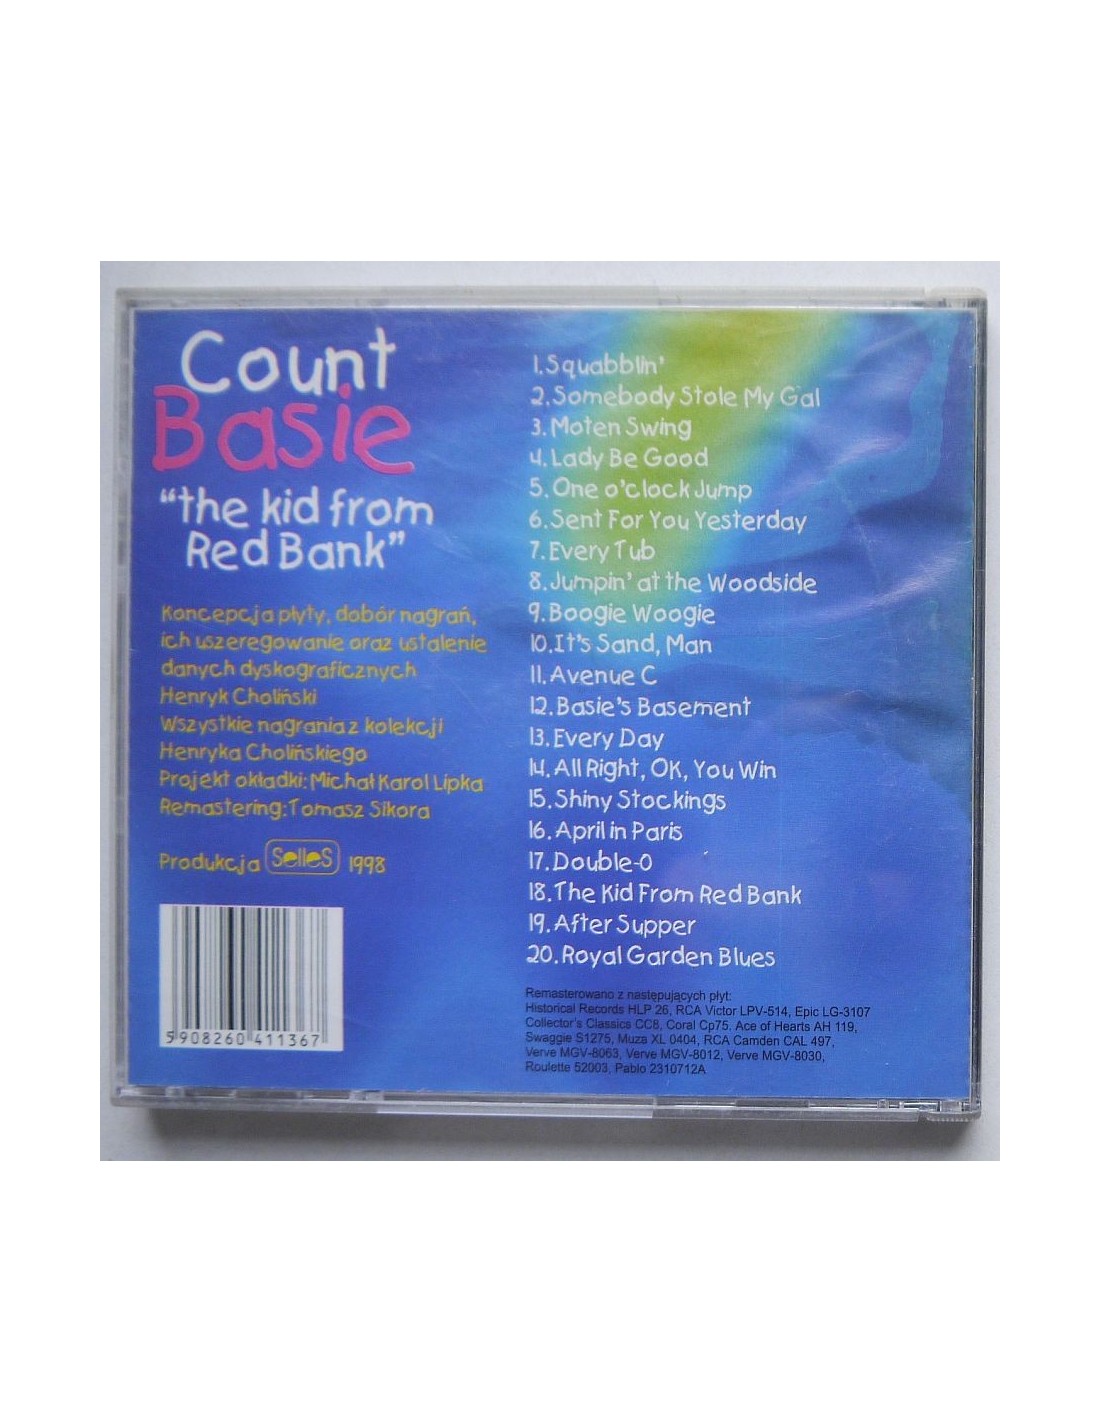 Count
Basie
"the kid from
Red Bank"
Koncepcja płyty, dobór nagrań,
ich uszeregowanie oraz ustalenie
danych dyskograficznych
Henryk Choliński
Wszystkie nagrania z kolekcji
Henryka Cholińskiego
Projekt okładki: Michał Karol Lipka
Remastering: Tomasz Sikora
Produkcja SelleS 1998
5 908260 411367
1. Squabblin'
2. Somebody Stole My Gal
3. Moten Swing
4. Lady Be Good
5. One o'clock Jump
6. Sent For You Yesterday
7. Every Tub
8. Jumpin' at the Woodside
9. Boogie Woogie
10. It's Sand, Man
11. Avenue C
12. Basie's Basement
13. Every Day
14. All Right, OK, You Win
15. Shiny Stockings
16. April in Paris
17. Double-O
18. The Kid From Red Bank
19. After Supper
20. Royal Garden Blues
Remasterowano z następujących płyt:
Historical Records HLP 26, RCA Victor LPV-514, Epic LG-3107
Collector's Classics CC8, Coral Cp75. Ace of Hearts AH 119,
Swaggie S1275, Muza XL 0404, RCA Camden CAL 497,
Verve MGV-8063, Verve MGV-8012, Verve MGV-8030,
Roulette 52003, Pablo 2310712A